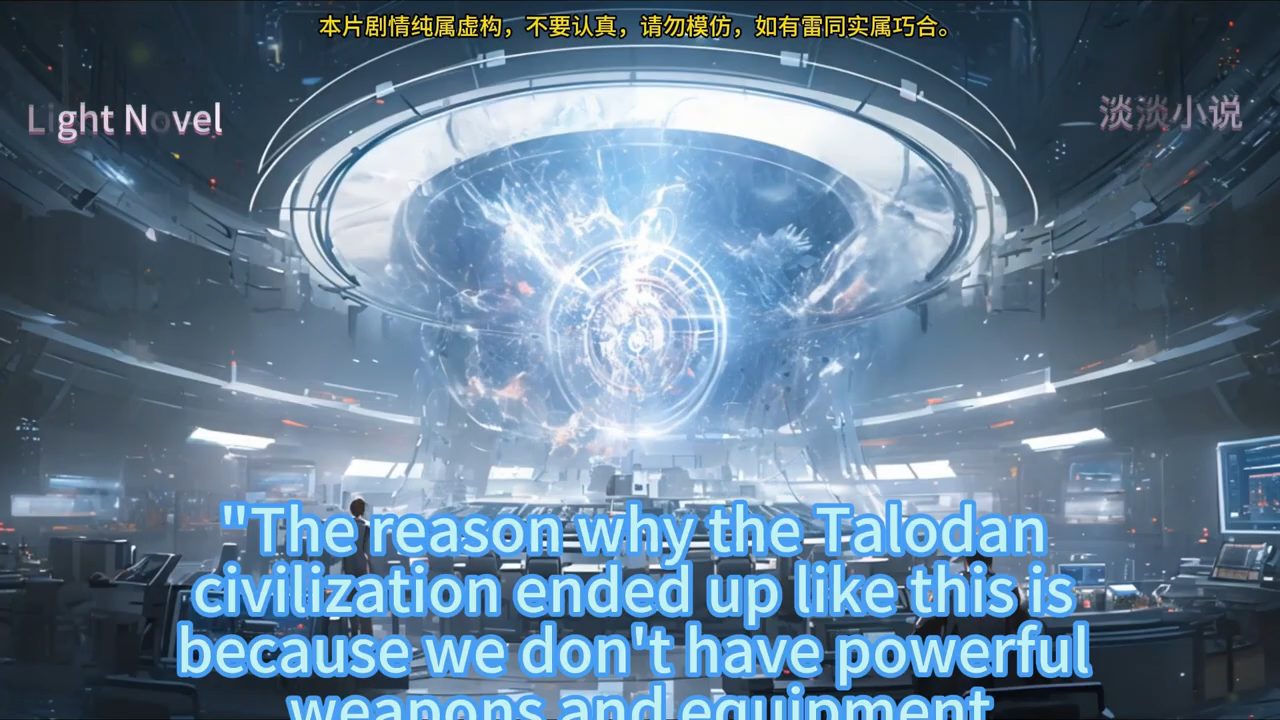 本片剧情纯属虚构，不要认真，请勿模仿，如有雷同实属巧合。
Light Novel
淡淡小说
"The reason why the Talodan
civilization ended up like this is
because we don't have powerful
weapons and equipment